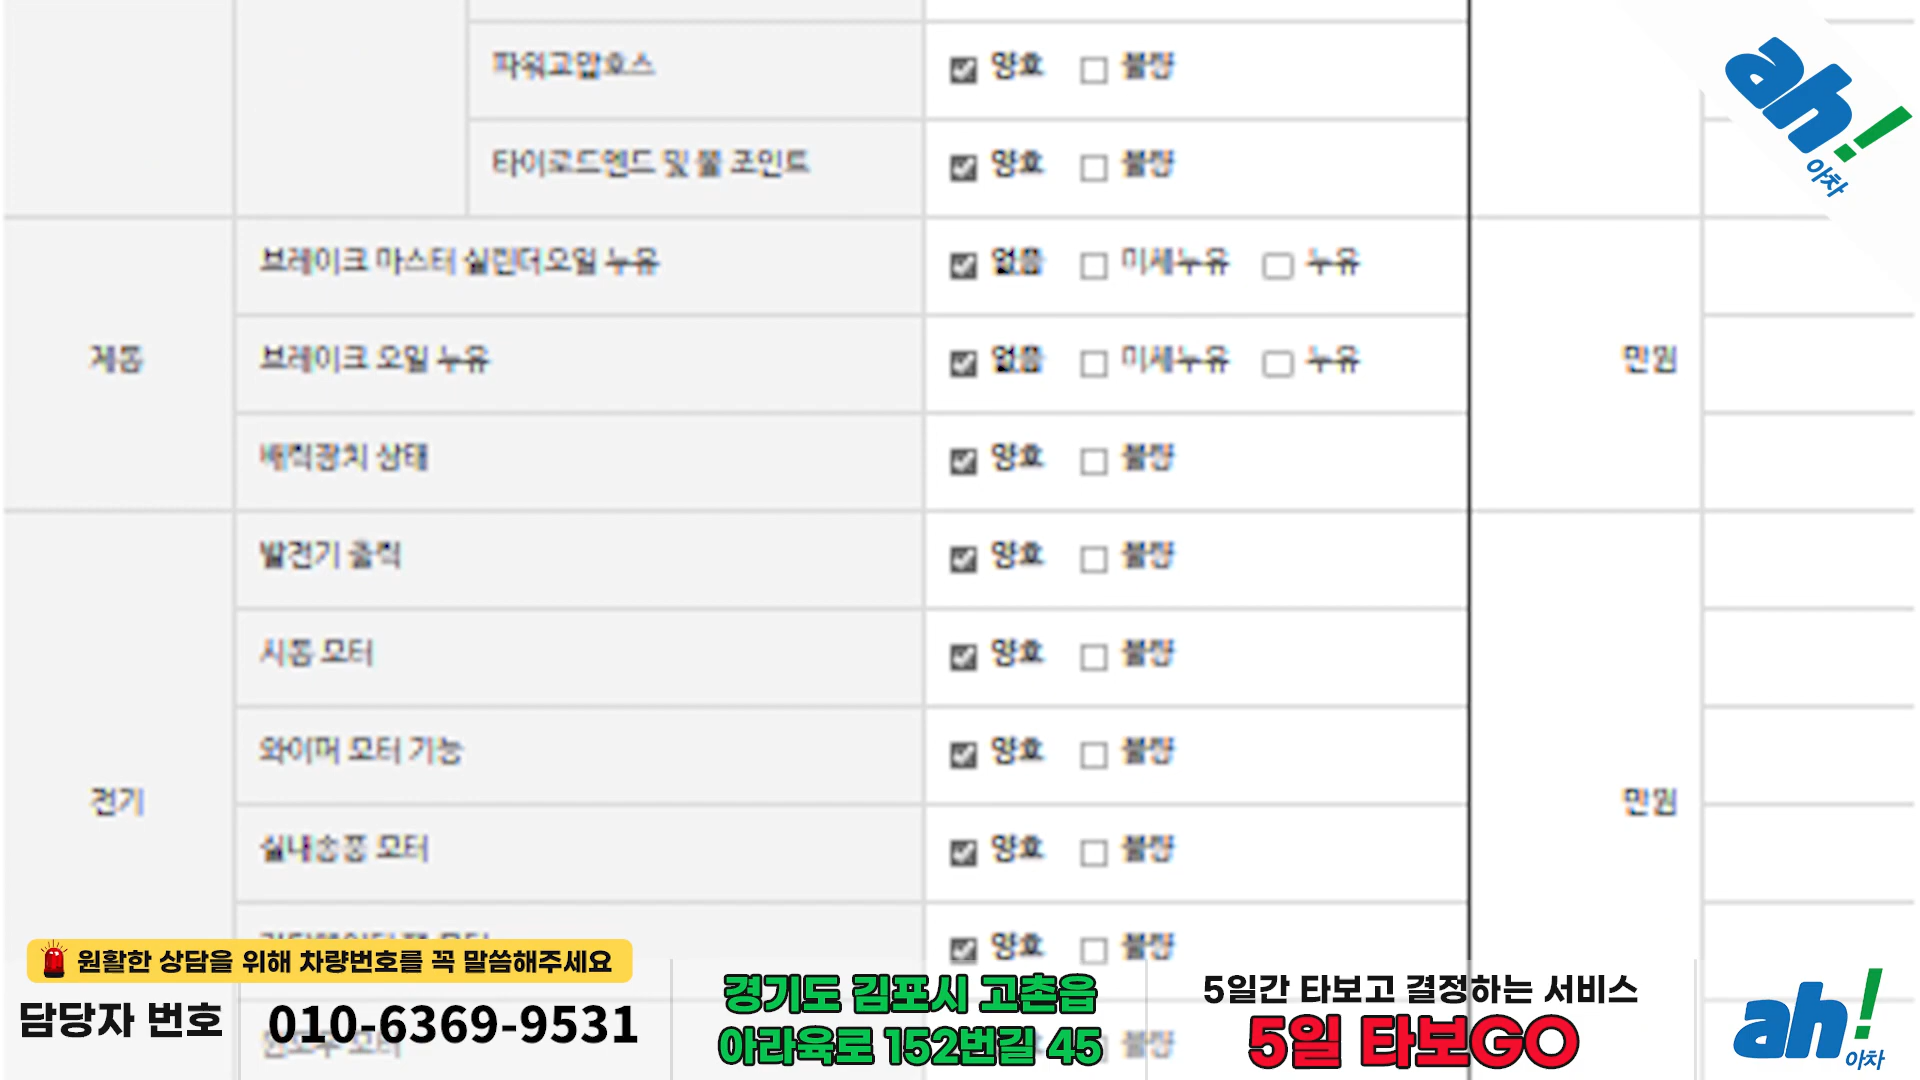 파워고압호스 양호 불량
타이로드엔드 및 볼 조인트 양호 불량
ah!
아차
브레이크 마스터 실린더오일 누유 없음 미세누유 누유
제동 브레이크 오일 누유 없음 미세누유 누유 만원
배력장치 상태 양호 불량
발전기 출력 양호 불량
시동 모터 양호 불량
와이퍼 모터 기능 양호 불량
전기 만원
실내송풍 모터 양호 불량
양호 불량
원활한 상담을 위해 차량번호를 꼭 말씀해주세요
담당자 번호 010-6369-9531
경기도 김포시 고촌읍
아라육로 152번길 45
5일간 타보고 결정하는 서비스
5일 타보GO
ah!
아차
불량